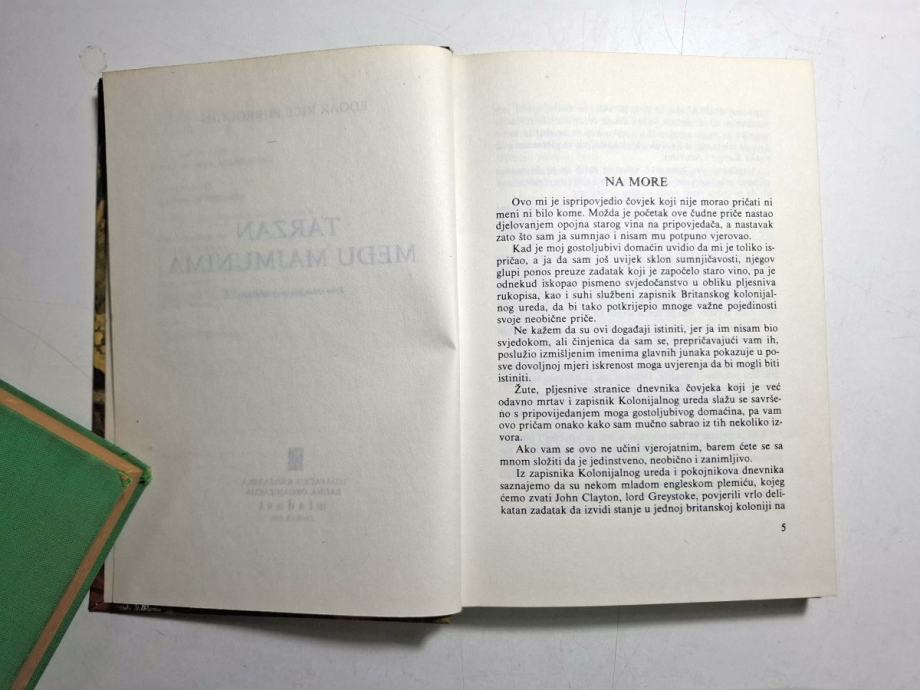 EDGAR RICE BURROUGHS
TARZAN
MEĐU MAJMUNIMA
mladost
NA MORE
Ovo mi je ispripovjedio čovjek koji nije morao pričati ni
meni ni bilo kome. Možda je početak ove čudne priče nastao
djelovanjem opojna starog vina na pripovjedača, a nastavak
zato što sam ja sumnjao i nisam mu potpuno vjerovao.
Kad je moj gostoljubivi domaćin uvidio da mi je toliko is-
pričao, a ja da sam još uvijek sklon sumnjičavosti, njegov
glupi ponos preuze zadatak koji je započelo staro vino, pa je
odnekud iskopao pismeno svjedočanstvo u obliku pljesniva
rukopisa, kao i suhi službeni zapisnik Britanskog kolonijal-
nog ureda, da bi tako potkrijepio mnoge važne pojedinosti
svoje neobične priče.
Ne kažem da su ovi događaji istiniti, jer ja im nisam bio
svjedokom, ali činjenica da sam se, prepričavajući vam ih,
poslužio izmišljenim imenima glavnih junaka pokazuje u po-
sve dovoljnoj mjeri iskrenost moga uvjerenja da bi mogli biti
istiniti.
Žute, pljesnive stranice dnevnika čovjeka koji je već
odavno mrtav i zapisnik Kolonijalnog ureda slažu se savrše-
no s pripovijedanjem moga gostoljubivog domaćina, pa vam
ovo pričam onako kako sam mučno sabrao iz tih nekoliko iz-
vora.
Ako vam se ovo ne učini vjerojatnim, barem ćete se sa
mnom složiti da je jedinstveno, neobično i zanimljivo.
Iz zapisnika Kolonijalnog ureda i pokojnikova dnevnika
saznajemo da su nekom mladom engleskom plemiću, kojeg
ćemo zvati John Clayton, lord Greystoke, povjerili vrlo deli-
katan zadatak da izvidi stanje u jednoj britanskoj koloniji na
5